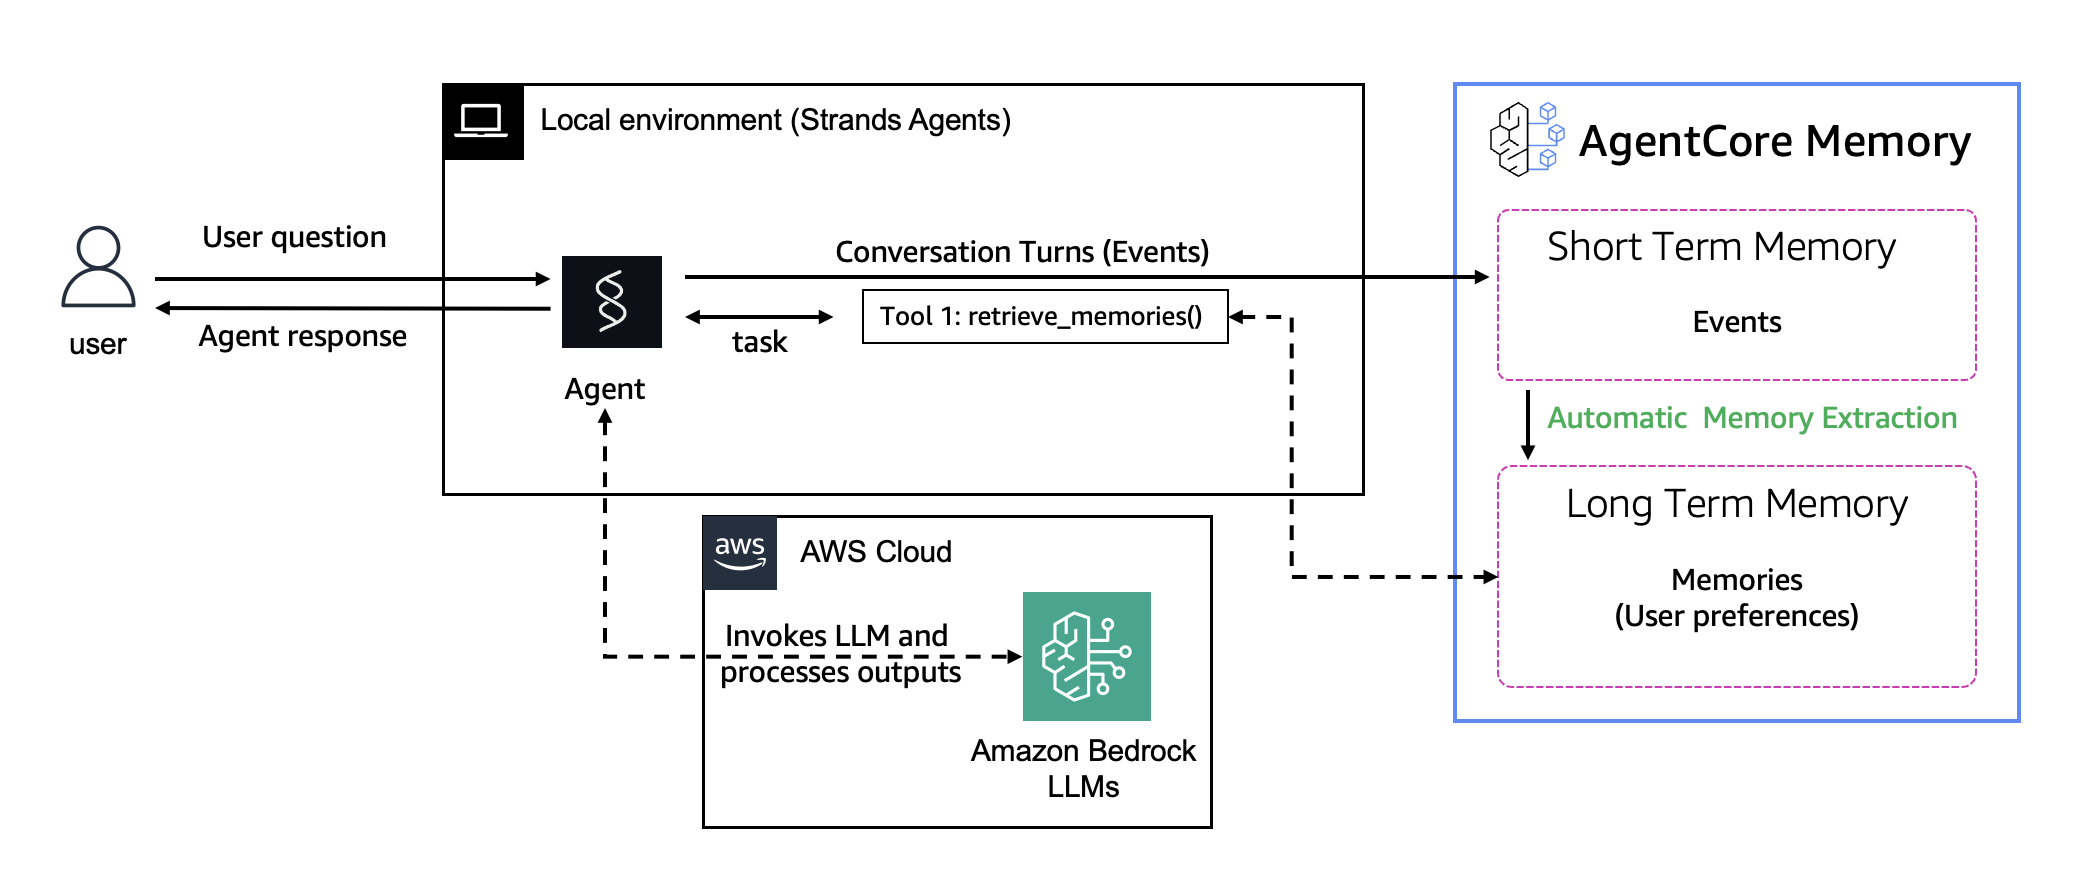 Local environment (Strands Agents)
AgentCore Memory
User question
Agent response
user
Agent
Conversation Turns (Events)
Tool 1: retrieve_memories()
task
Short Term Memory
Events
Automatic Memory Extraction
Long Term Memory
Memories
(User preferences)
aws
AWS Cloud
Invokes LLM and
processes outputs
Amazon Bedrock
LLMs